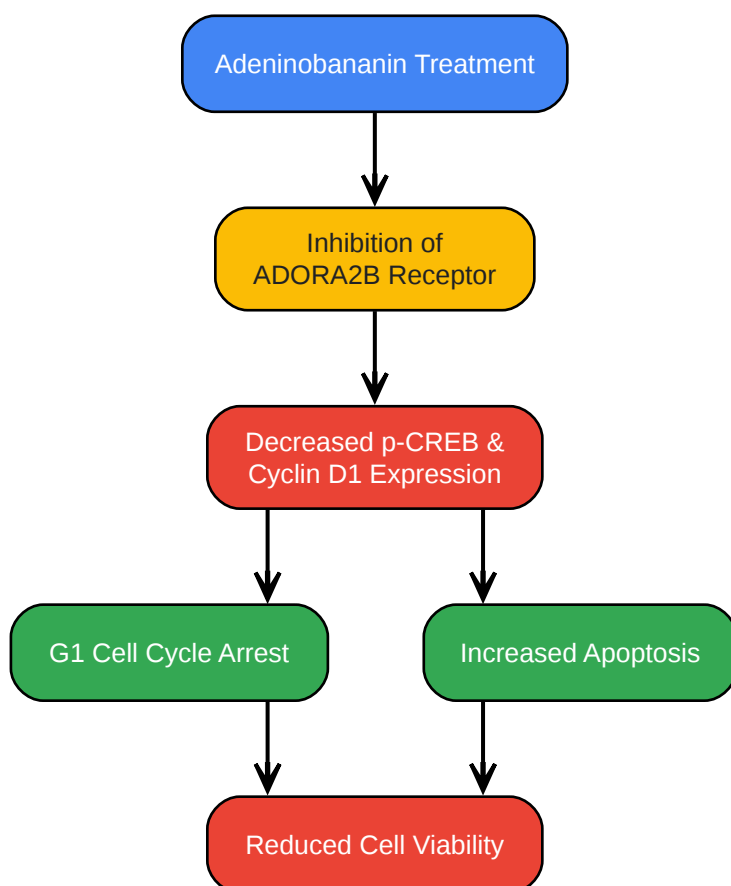 Adeninobananin Treatment
Inhibition of
ADORA2B Receptor
Decreased p-CREB &
Cyclin D1 Expression
G1 Cell Cycle Arrest
Increased Apoptosis
Reduced Cell Viability